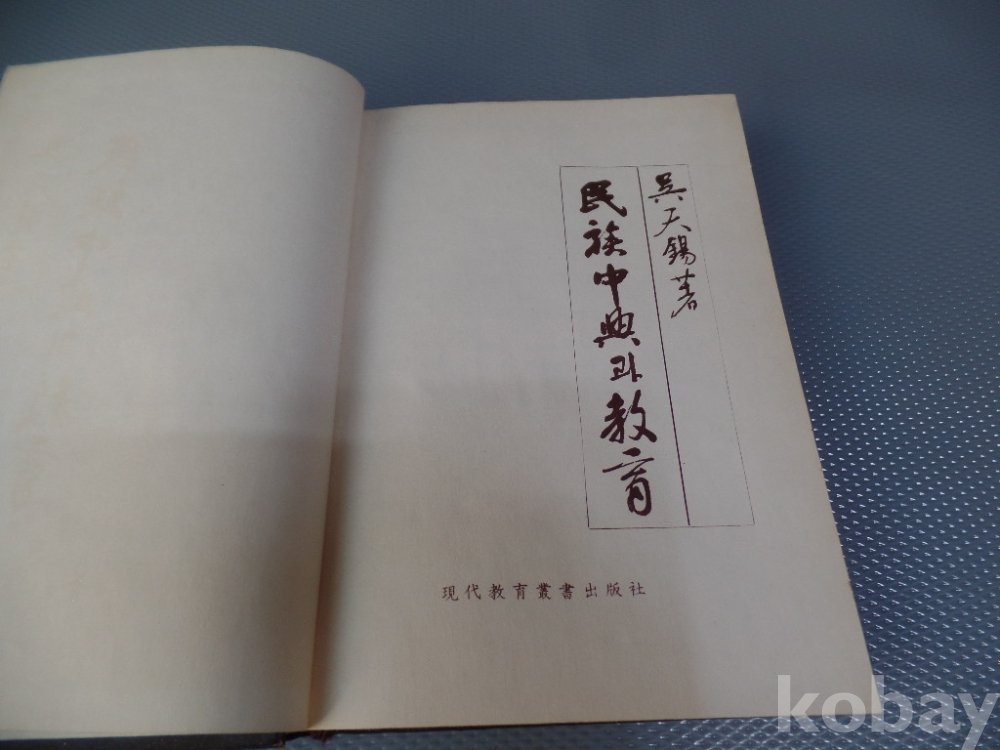 吳天錫 著
民族中興과 敎育
現代敎育叢書出版社
kobay